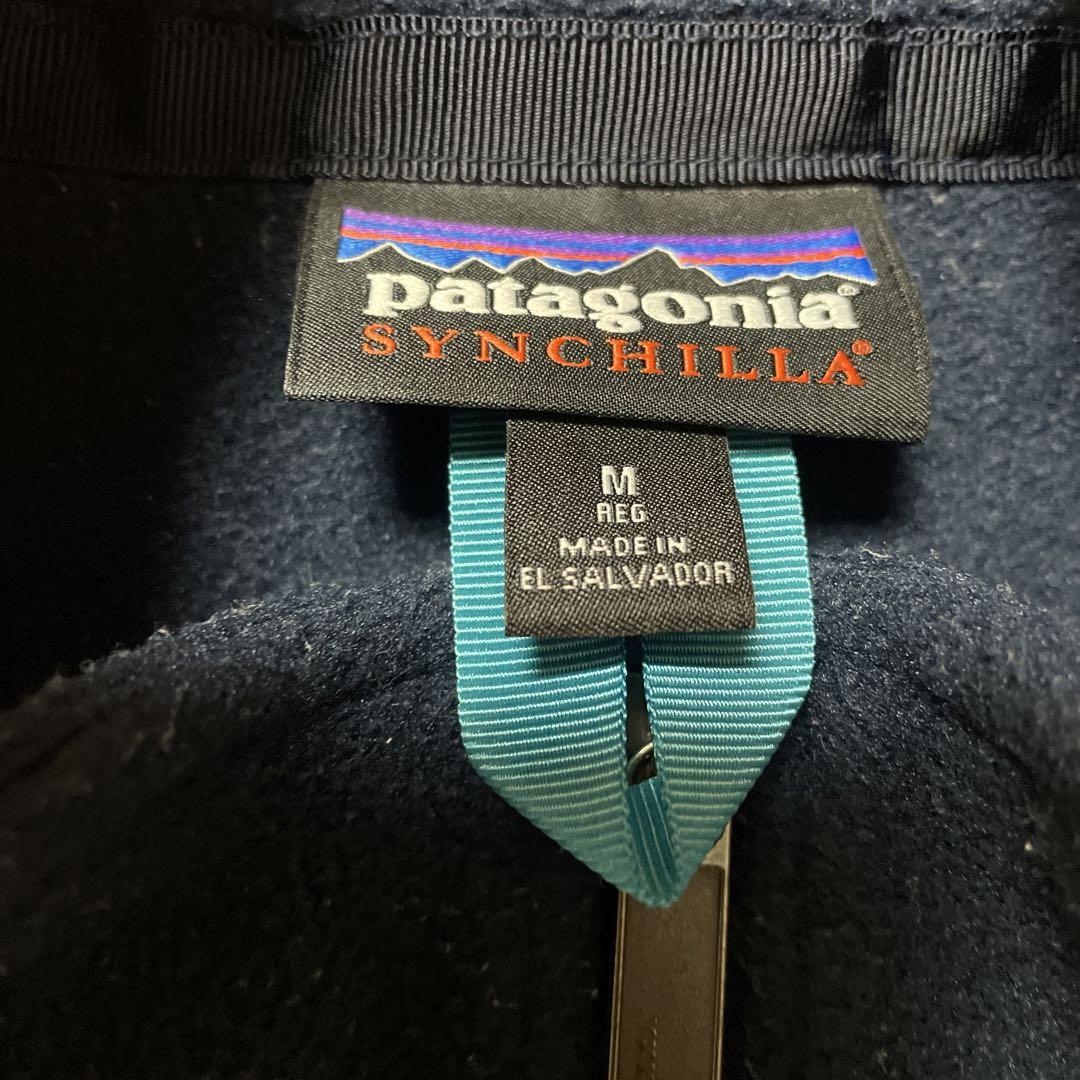 patagonia®
SYNCHILLA®
M
REG
MADE IN
EL SALVADOR